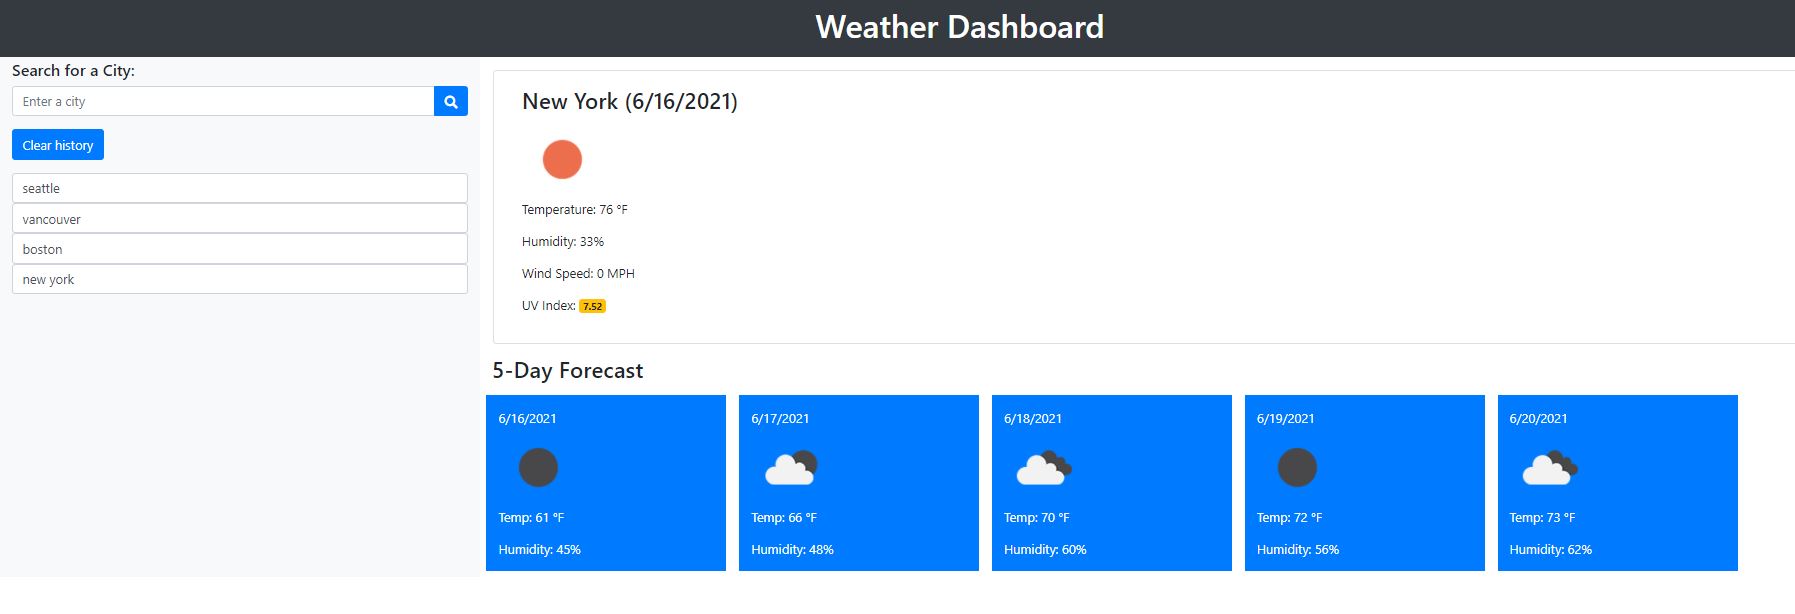 Weather Dashboard
Search for a City:
Enter a city
Clear history
seattle
vancouver
boston
new york
New York (6/16/2021)
Temperature: 76 °F
Humidity: 33%
Wind Speed: 0 MPH
UV Index: 7.52
5-Day Forecast
6/16/2021
Temp: 61 °F
Humidity: 45%
6/17/2021
Temp: 66 °F
Humidity: 48%
6/18/2021
Temp: 70 °F
Humidity: 60%
6/19/2021
Temp: 72 °F
Humidity: 56%
6/20/2021
Temp: 73 °F
Humidity: 62%